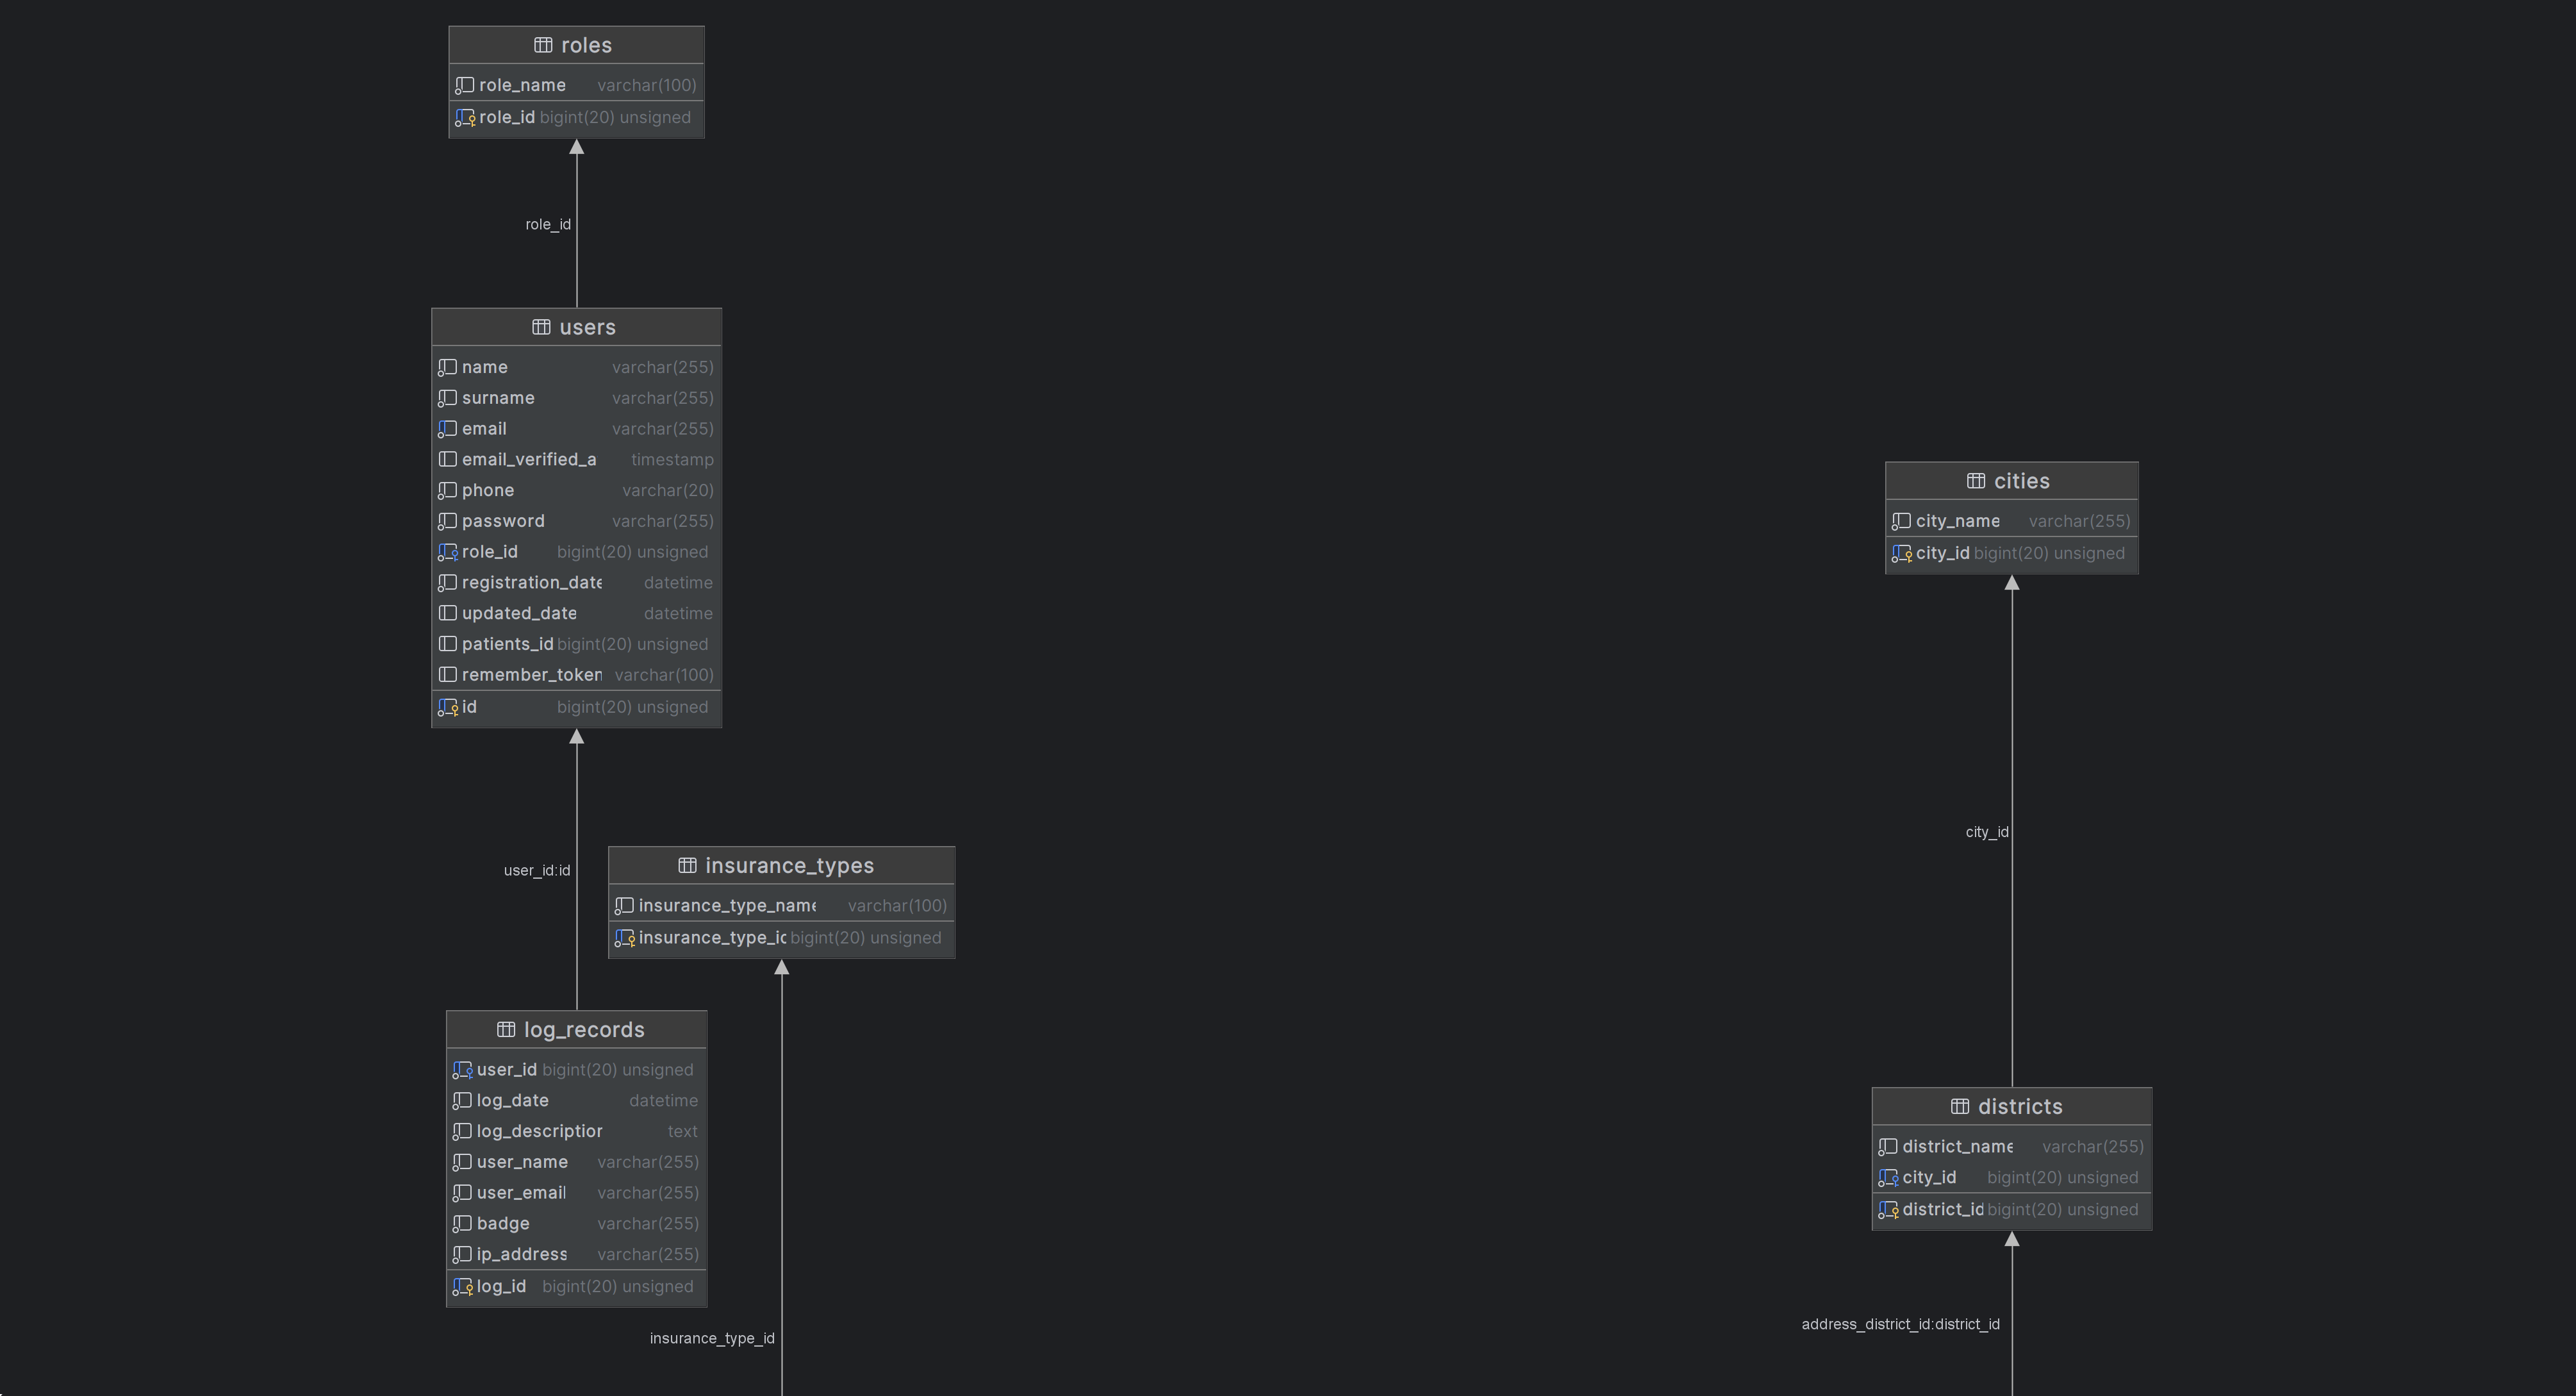 roles
role_name varchar(100)
role_id bigint(20) unsigned
role_id
users
name varchar(255)
surname varchar(255)
email varchar(255)
email_verified_a timestamp
phone varchar(20)
password varchar(255)
role_id bigint(20) unsigned
registration_date datetime
updated_date datetime
patients_id bigint(20) unsigned
remember_token varchar(100)
id bigint(20) unsigned
user_id:id
insurance_types
insurance_type_name varchar(100)
insurance_type_id bigint(20) unsigned
log_records
user_id bigint(20) unsigned
log_date datetime
log_description text
user_name varchar(255)
user_email varchar(255)
badge varchar(255)
ip_address varchar(255)
log_id bigint(20) unsigned
insurance_type_id
cities
city_name varchar(255)
city_id bigint(20) unsigned
city_id
districts
district_name varchar(255)
city_id bigint(20) unsigned
district_id bigint(20) unsigned
address_district_id:district_id